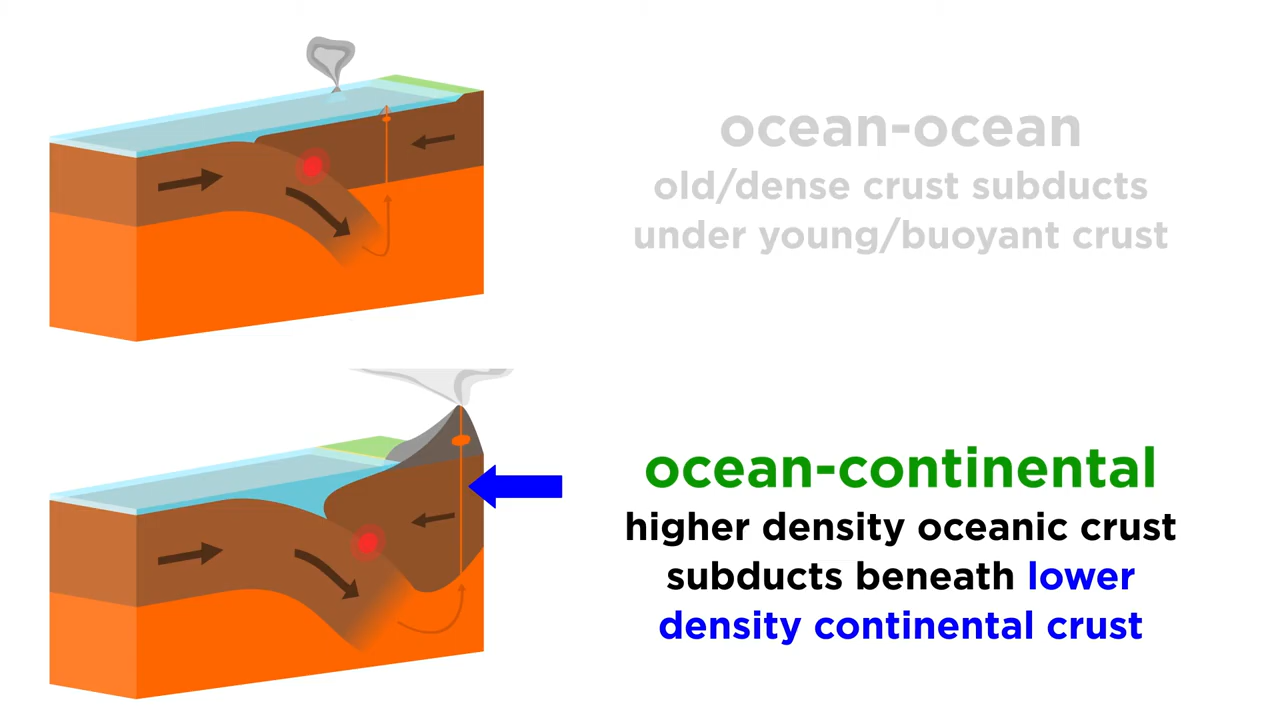 ocean-ocean
old/dense crust subducts
under young/buoyant crust
ocean-continental
higher density oceanic crust
subducts beneath lower
density continental crust